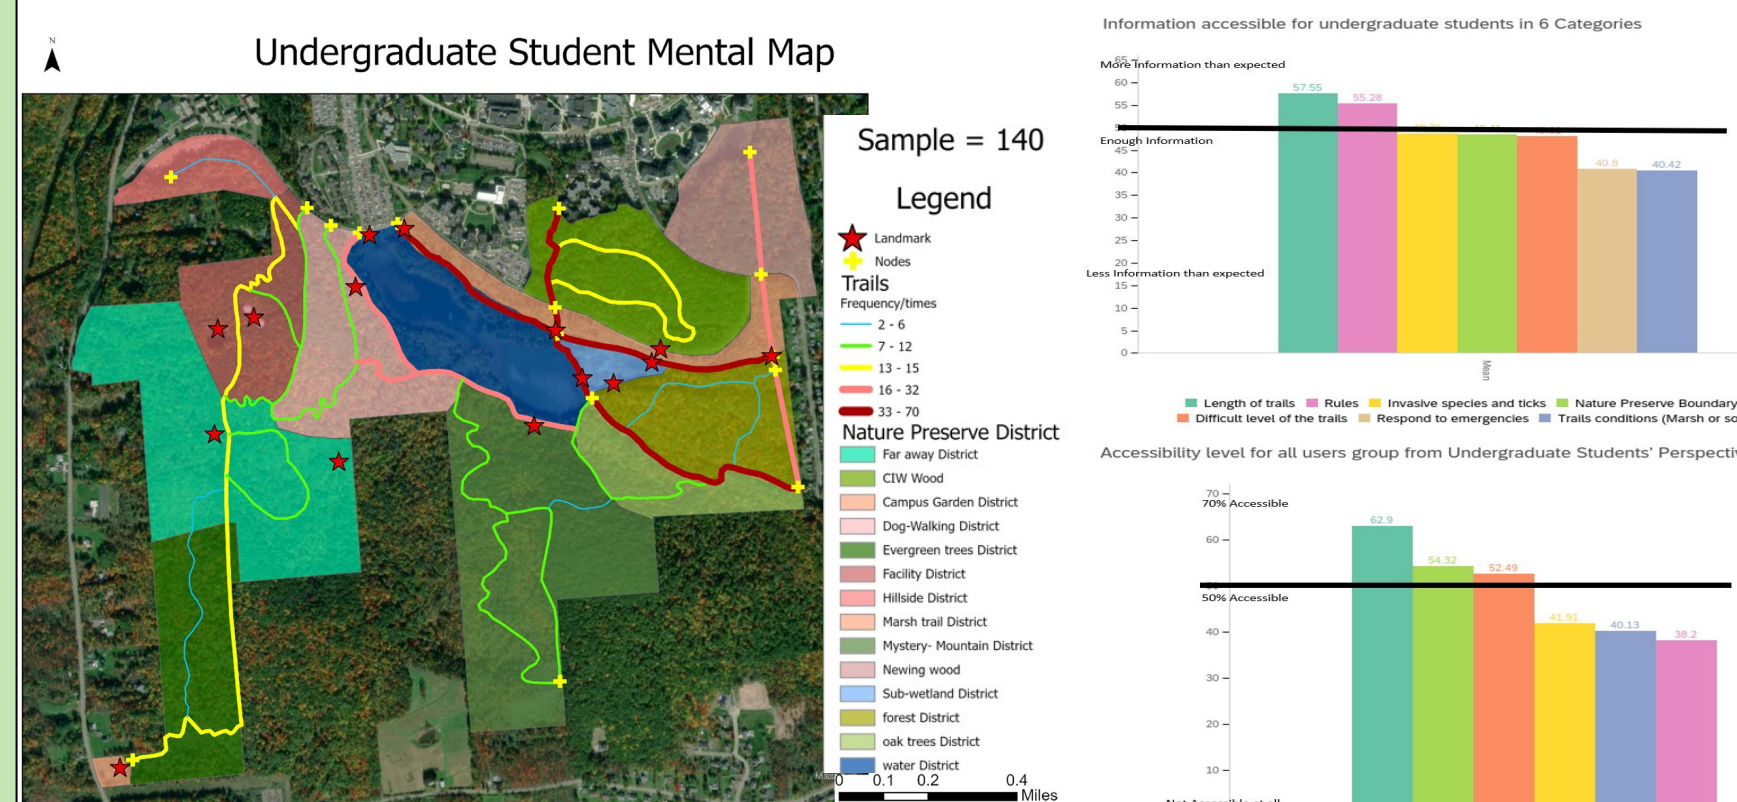 N
Undergraduate Student Mental Map
Sample = 140
Legend
Landmark
Nodes
Trails
Frequency/times
2 - 6
7 - 12
13 - 15
16 - 32
33 - 70
Nature Preserve District
Far away District
CIW Wood
Campus Garden District
Dog-Walking District
Evergreen trees District
Facility District
Hillside District
Marsh trail District
Mystery- Mountain District
Newing wood
Sub-wetland District
forest District
oak trees District
water District
0 0.1 0.2 0.4
Miles
Information accessible for undergraduate students in 6 Categories
65
More Information than expected
60
55
Enough Information
45
40
35
30
25
20
Less Information than expected
15
10
5
0
57.55
55.28
40.8
40.42
Mean
Length of trails Rules Invasive species and ticks Nature Preserve Boundary
Difficult level of the trails Respond to emergencies Trails conditions (Marsh or so
Accessibility level for all users group from Undergraduate Students' Perspectiv
70
70% Accessible
60
50% Accessible
40
30
20
10
62.9
54.32
52.49
41.91
40.13
38.2